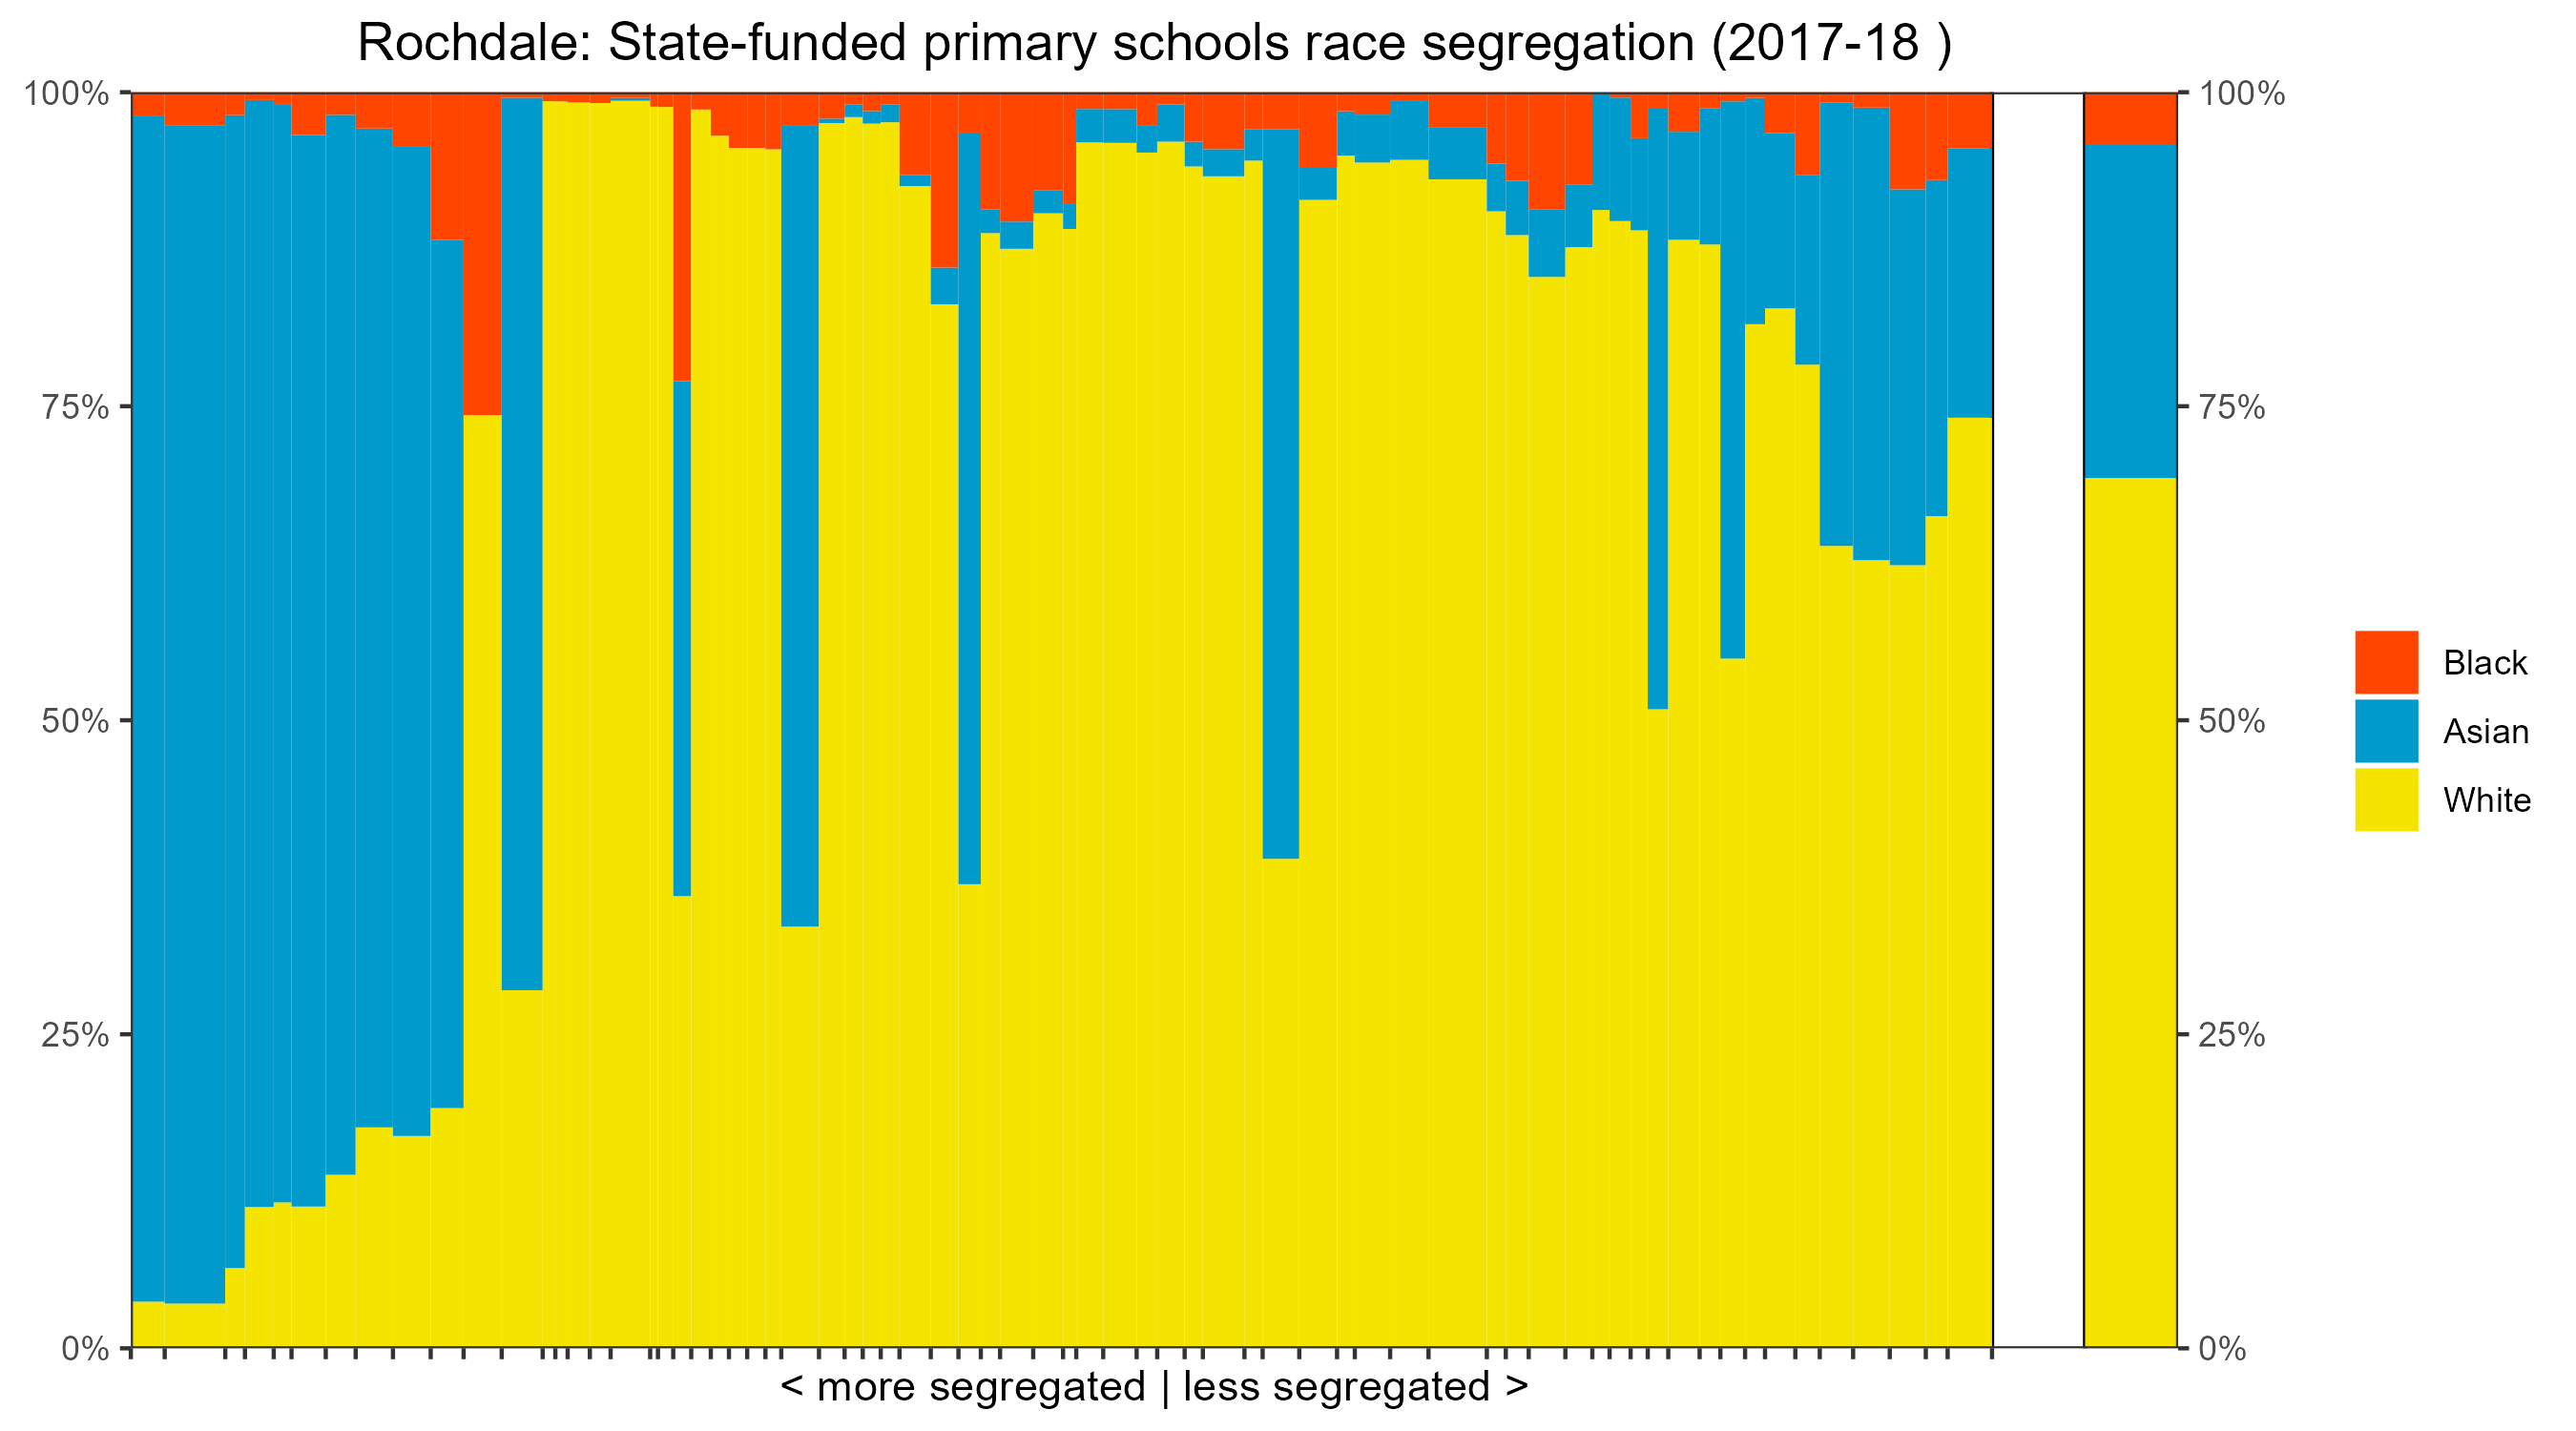 Rochdale: State-funded primary schools race segregation (2017-18 )
100%
75%
50%
25%
0%
100%
75%
50%
25%
0%
Black
Asian
White
< more segregated | less segregated >